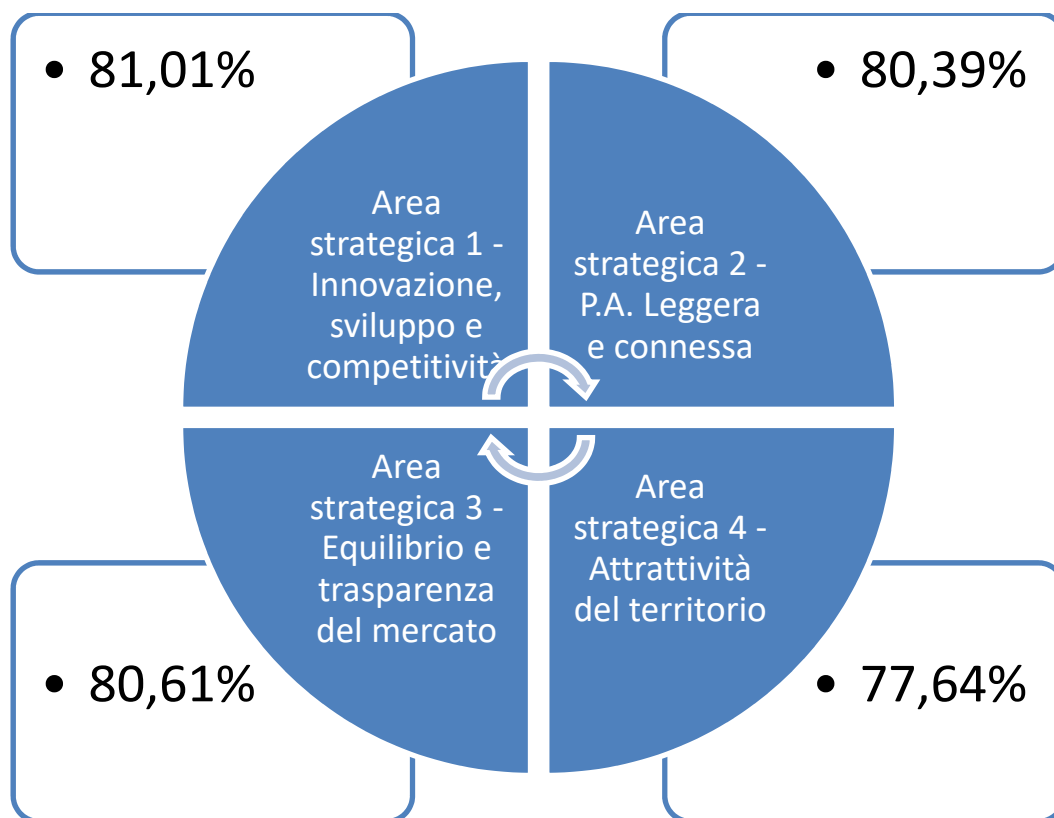 • 81,01%
• 80,39%
Area
strategica 1 -
Innovazione,
sviluppo e
competitività
Area
strategica 2 -
P.A. Leggera
e connessa
Area
strategica 3 -
Equilibrio e
trasparenza
del mercato
Area
strategica 4 -
Attrattività
del territorio
• 80,61%
• 77,64%